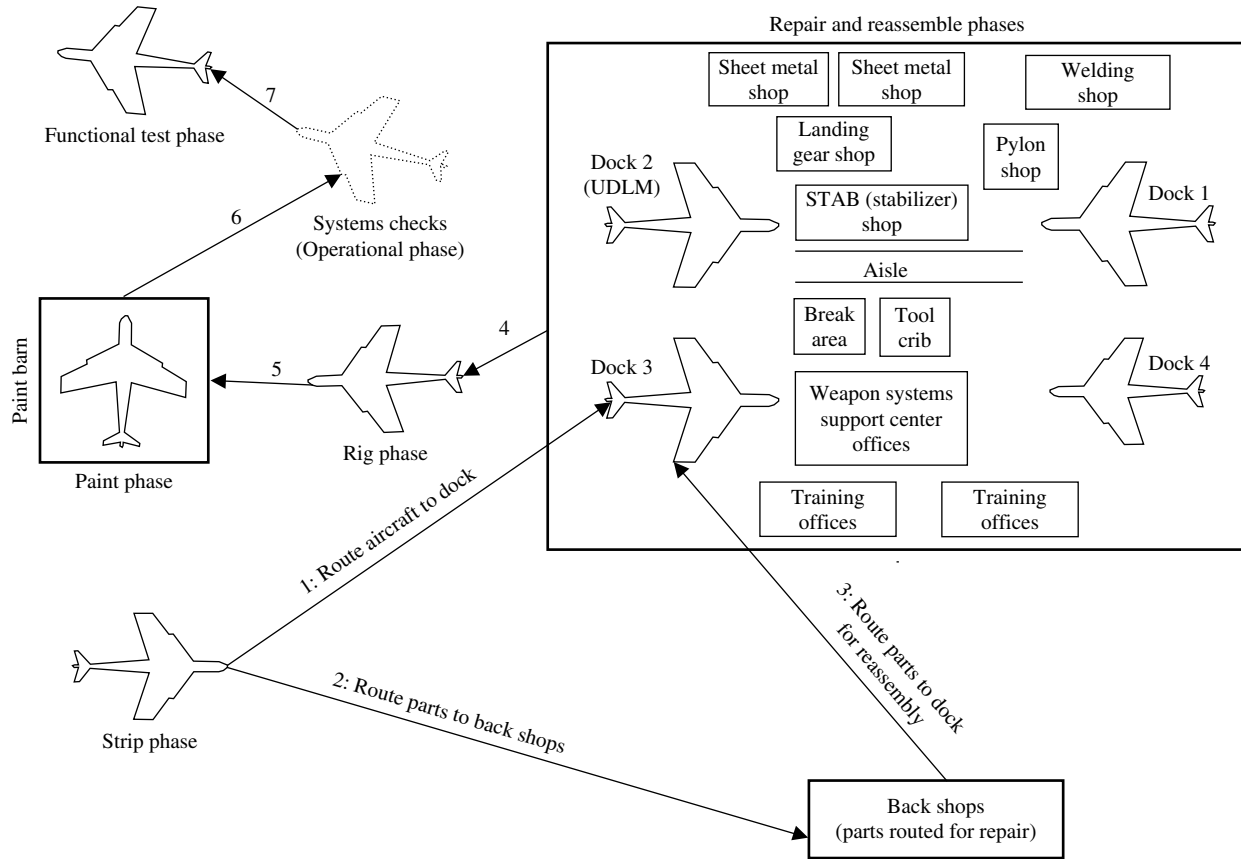 Repair and reassemble phases
Sheet metal
shop
Sheet metal
shop
Welding
shop
7
Functional test phase
Landing
gear shop
Pylon
shop
Dock 2
(UDLM)
STAB (stabilizer)
shop
Dock 1
6
Systems checks
(Operational phase)
Aisle
Break
area
Tool
crib
4
Paint barn
5
Dock 3
Dock 4
Weapon systems
support center
offices
Rig phase
Paint phase
Training
offices
Training
offices
1: Route aircraft to dock
2: Route parts to back shops
3: Route parts to dock
for reassembly
Strip phase
Back shops
(parts routed for repair)